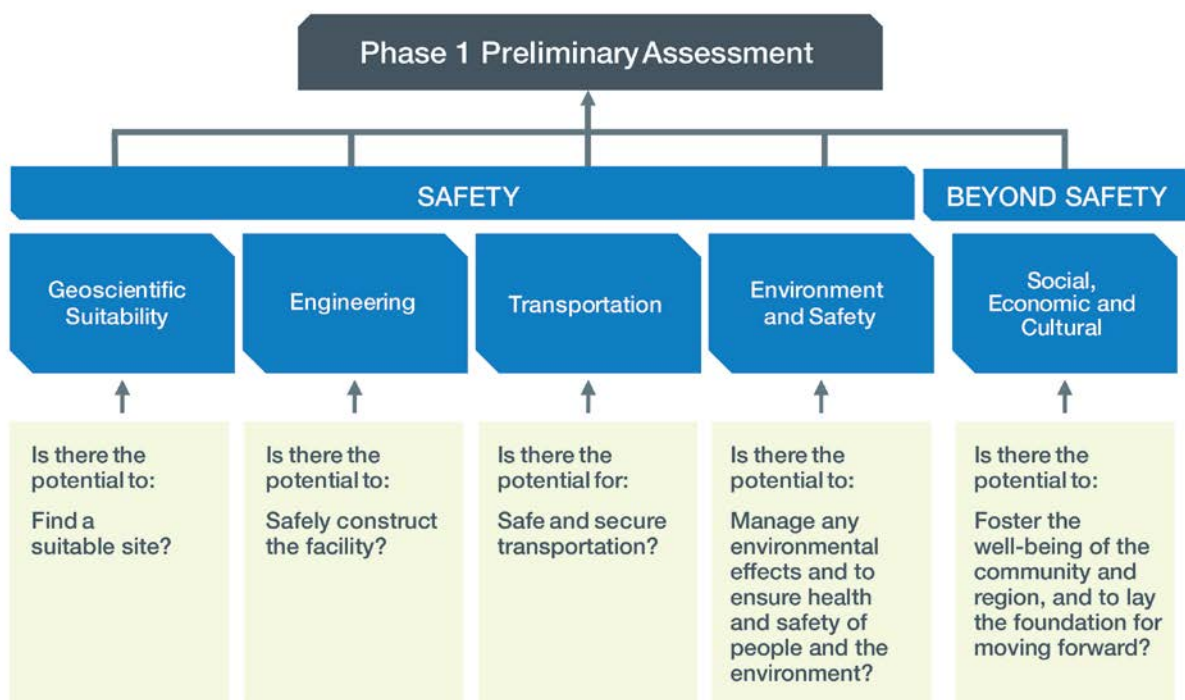 Phase 1 Preliminary Assessment
SAFETY
BEYOND SAFETY
Geoscientific
Suitability
Engineering
Transportation
Environment
and Safety
Social,
Economic and
Cultural
Is there the
potential to:
Find a
suitable site?
Is there the
potential to:
Safely construct
the facility?
Is there the
potential for:
Safe and secure
transportation?
Is there the
potential to:
Manage any
environmental
effects and to
ensure health
and safety of
people and the
environment?
Is there the
potential to:
Foster the
well-being of the
community and
region, and to lay
the foundation for
moving forward?